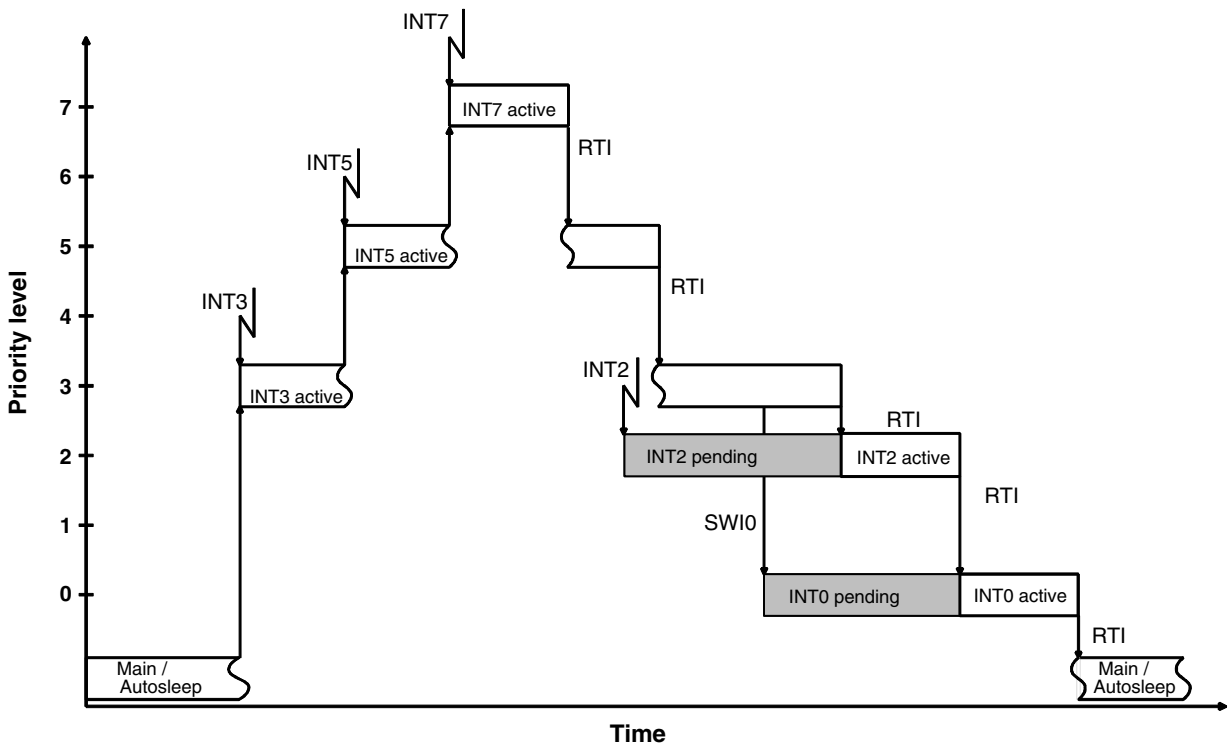 INT7
7
INT7 active
RTI
INT5
6
5
INT5 active
RTI
INT3
4
INT2
3
INT3 active
RTI
2
INT2 pending
INT2 active
RTI
1
SWI0
0
INT0 pending
INT0 active
RTI
Main /
Autosleep
Main /
Autosleep
Priority level
Time